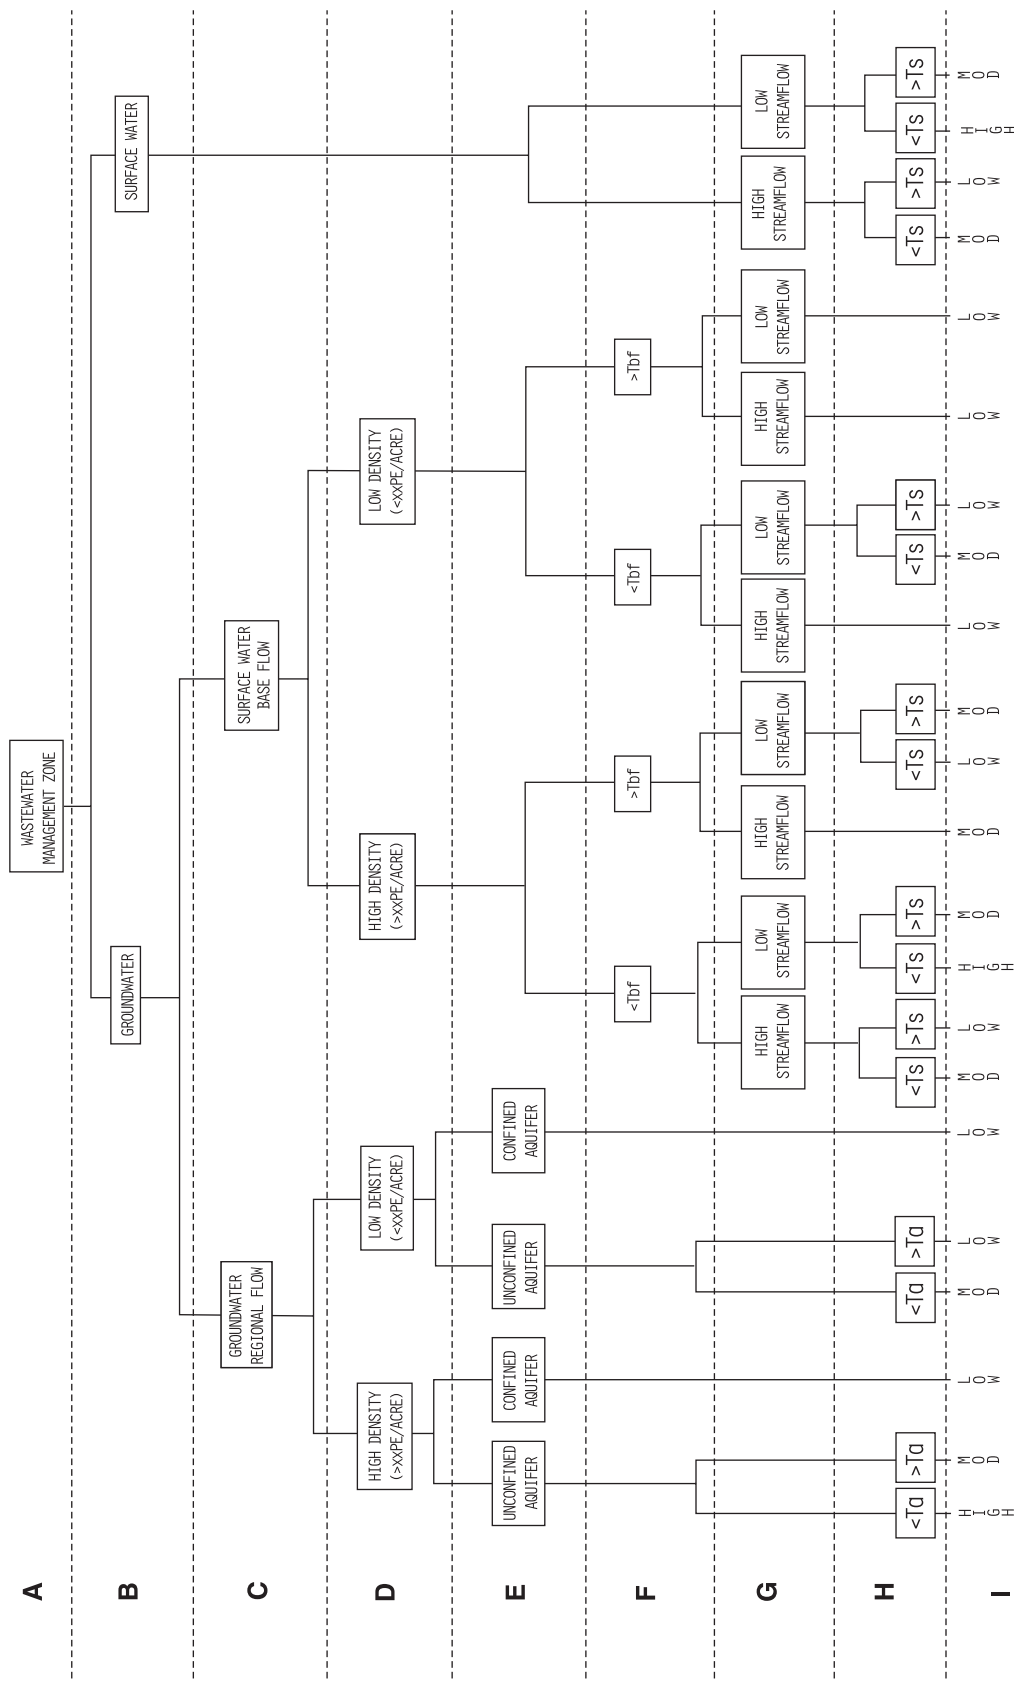 A
WASTEWATER
MANAGEMENT ZONE
B
GROUNDWATER
SURFACE WATER
C
GROUNDWATER
REGIONAL FLOW
SURFACE WATER
BASE FLOW
D
HIGH DENSITY
(>xxPE/ACRE)
LOW DENSITY
(<xxPE/ACRE)
HIGH DENSITY
(>xxPE/ACRE)
LOW DENSITY
(<xxPE/ACRE)
E
UNCONFINED
AQUIFER
CONFINED
AQUIFER
UNCONFINED
AQUIFER
CONFINED
AQUIFER
F
<Tbf
>Tbf
<Tbf
>Tbf
G
HIGH
STREAMFLOW
LOW
STREAMFLOW
HIGH
STREAMFLOW
LOW
STREAMFLOW
HIGH
STREAMFLOW
LOW
STREAMFLOW
HIGH
STREAMFLOW
LOW
STREAMFLOW
HIGH
STREAMFLOW
LOW
STREAMFLOW
H
<Ta
>Ta
<Ta
>Ta
<Ts
>Ts
<Ts
>Ts
<Ts
>Ts
<Ts
>Ts
<Ts
>Ts
<Ts
>Ts
I
HIGH
MOD
LOW
MOD
LOW
LOW
MOD
LOW
HIGH
MOD
MOD
LOW
MOD
LOW
MOD
LOW
LOW
LOW
MOD
LOW
HIGH
MOD